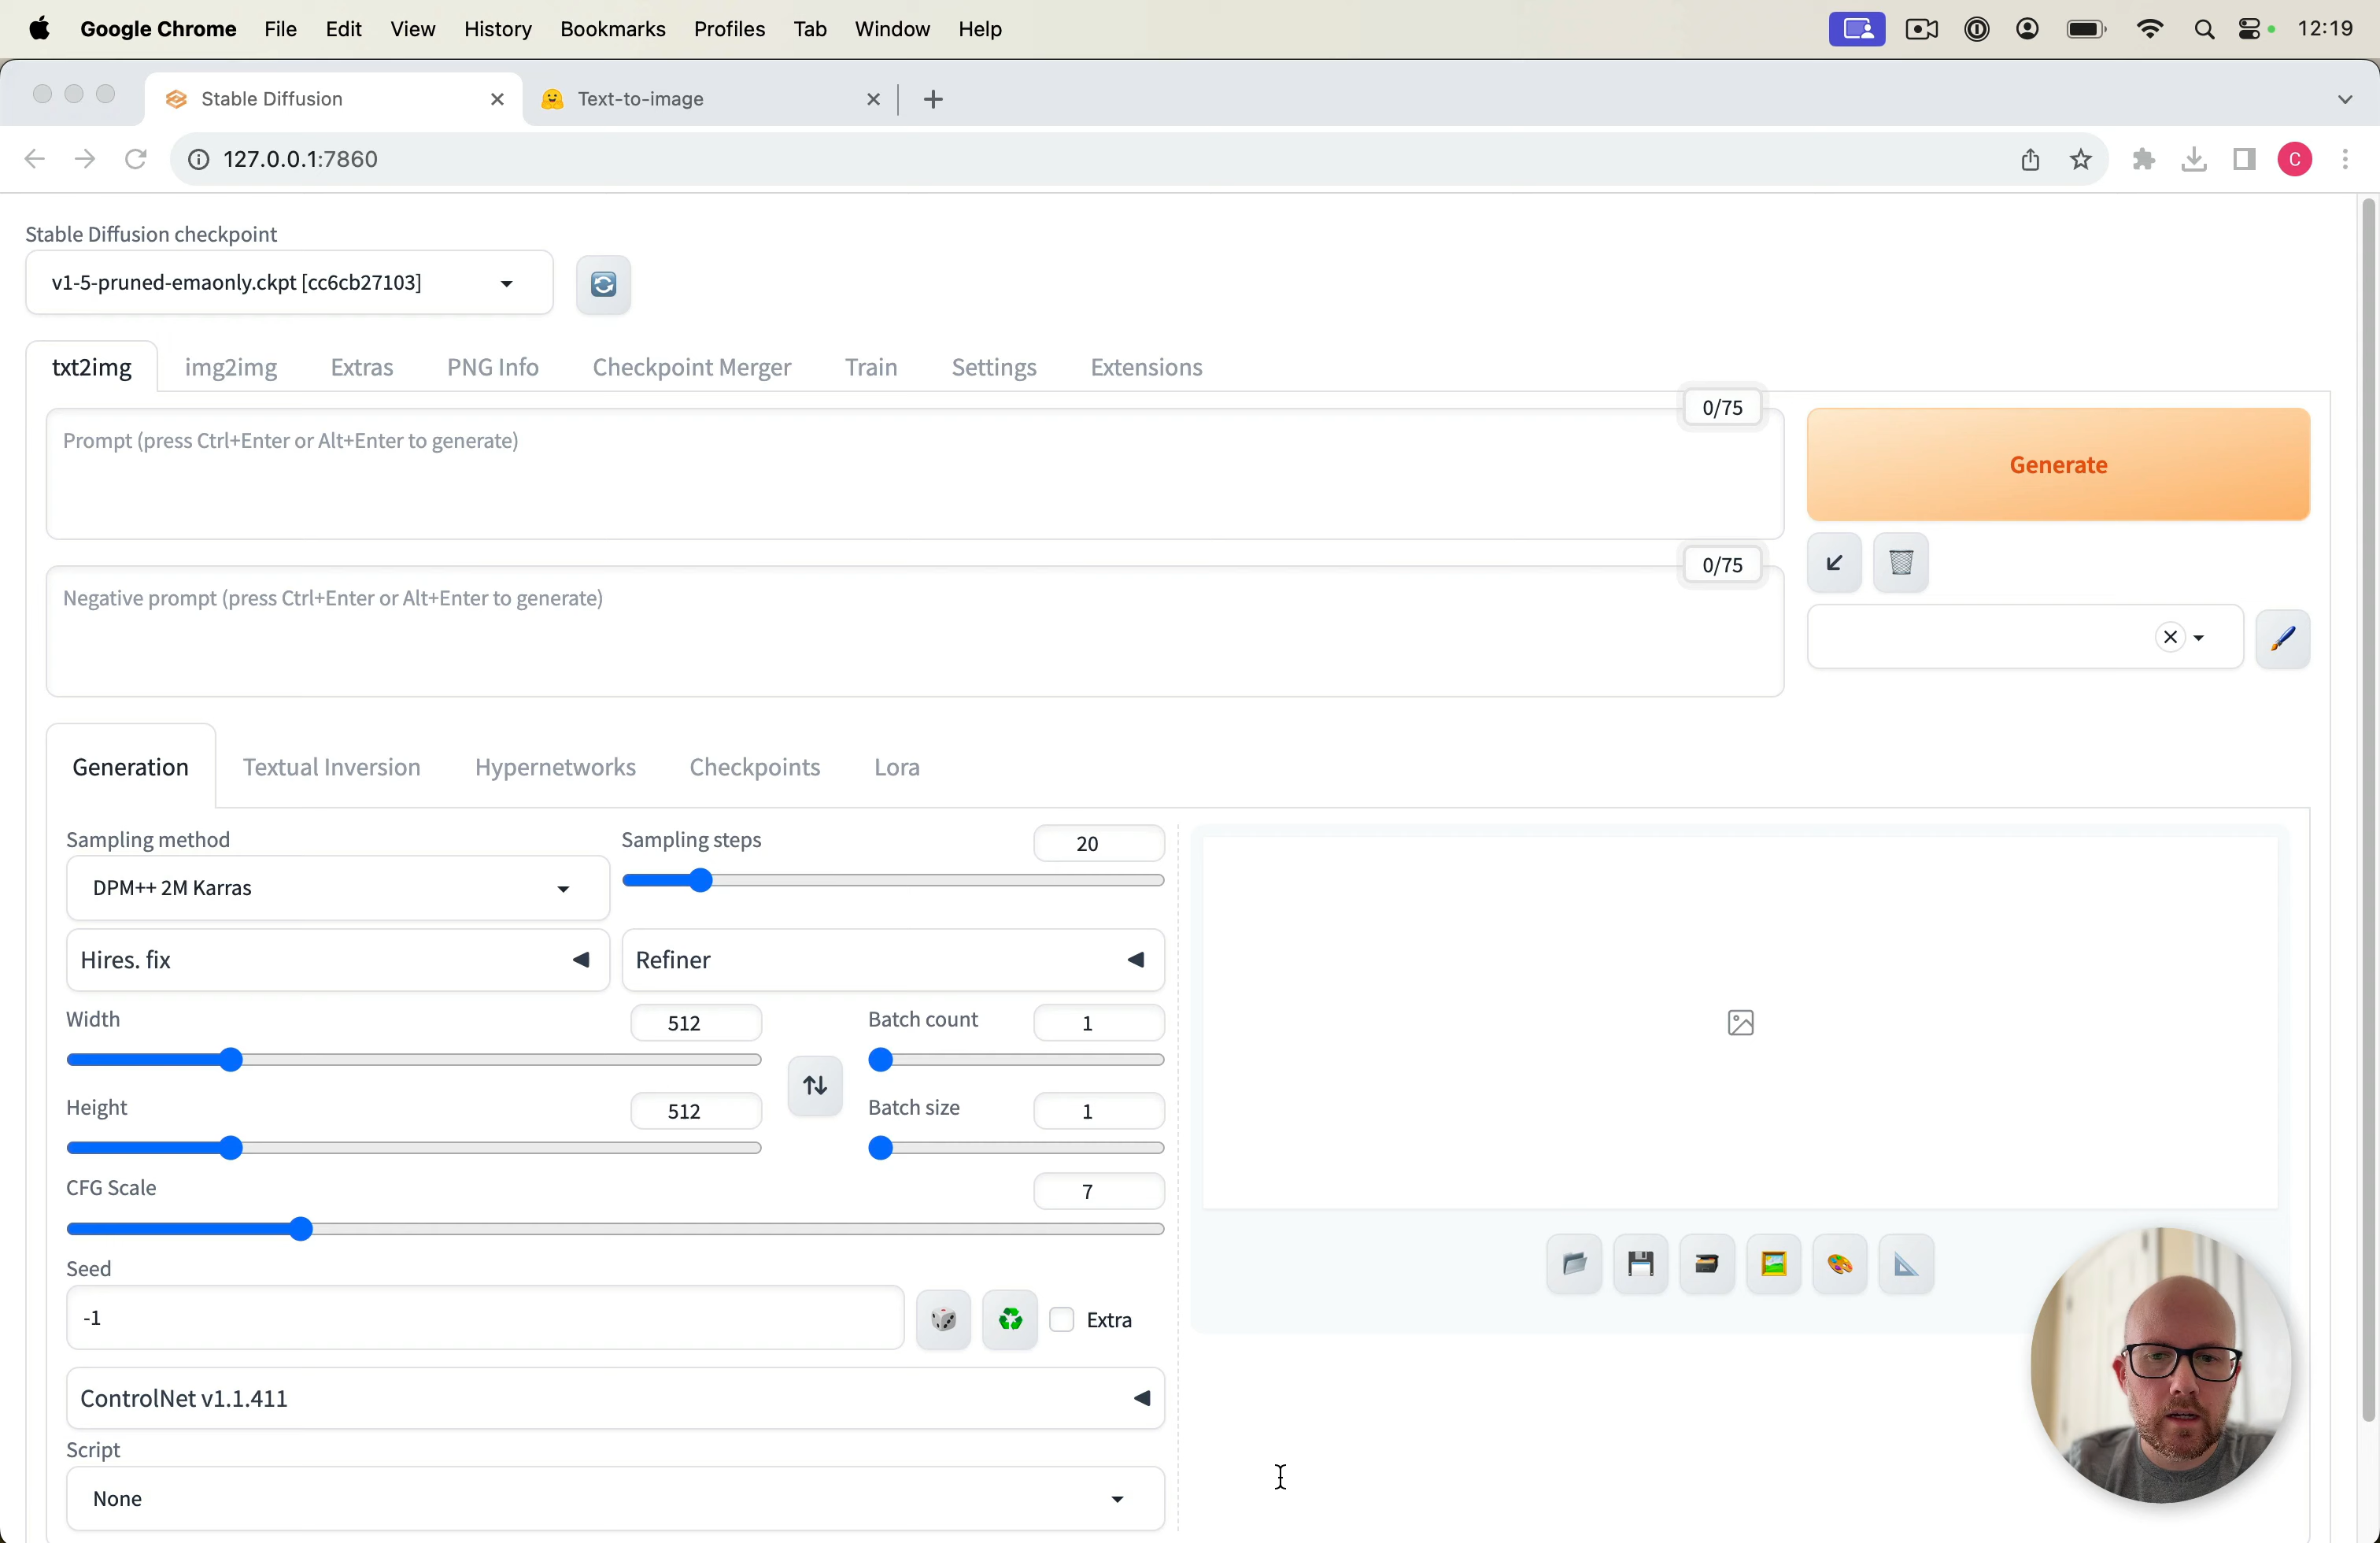 Google Chrome File Edit View History Bookmarks Profiles Tab Window Help 12:19
Stable Diffusion Text-to-image
127.0.0.1:7860 C
Stable Diffusion checkpoint
v1-5-pruned-emaonly.ckpt [cc6cb27103]
txt2img img2img Extras PNG Info Checkpoint Merger Train Settings Extensions
0/75
Prompt (press Ctrl+Enter or Alt+Enter to generate)
Generate
0/75
Negative prompt (press Ctrl+Enter or Alt+Enter to generate)
Generation Textual Inversion Hypernetworks Checkpoints Lora
Sampling method Sampling steps 20
DPM++ 2M Karras
Hires. fix Refiner
Width 512 Batch count 1
Height 512 Batch size 1
CFG Scale 7
Seed
-1 Extra
ControlNet v1.1.411
Script
None